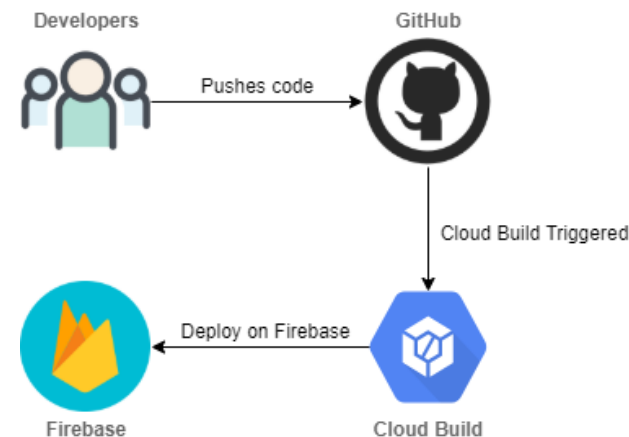 Developers
GitHub
Pushes code
Cloud Build Triggered
Deploy on Firebase
Firebase
Cloud Build